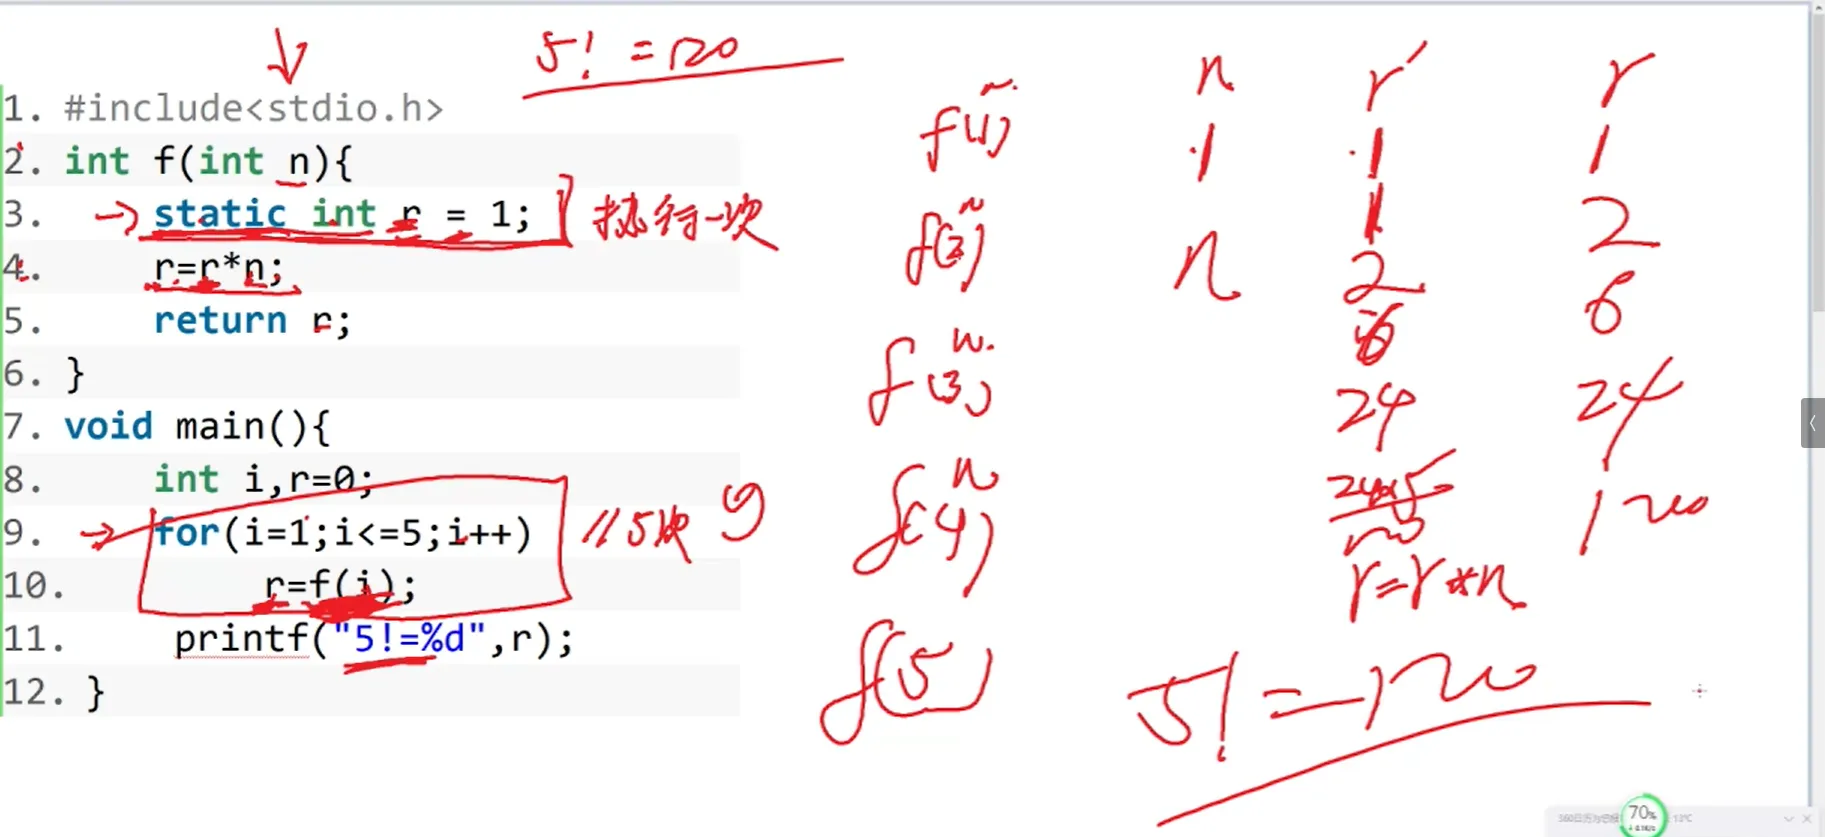 5! = 120
1. #include<stdio.h>
2. int f(int n){
3. static int r = 1; 执行一次
4. r=r*n;
5. return r;
6. }
7. void main(){
8. int i,r=0;
9. for(i=1;i<=5;i++) //5次
10. r=f(i);
11. printf("5!=%d",r);
12. }
n r' r
f(1) n 1 1 1
f(2) n 1 2
n 2 6
f(3) n. 6
24 24
f(4) n 24×5 120
r=r*n
f(5) 5! = 120
70%